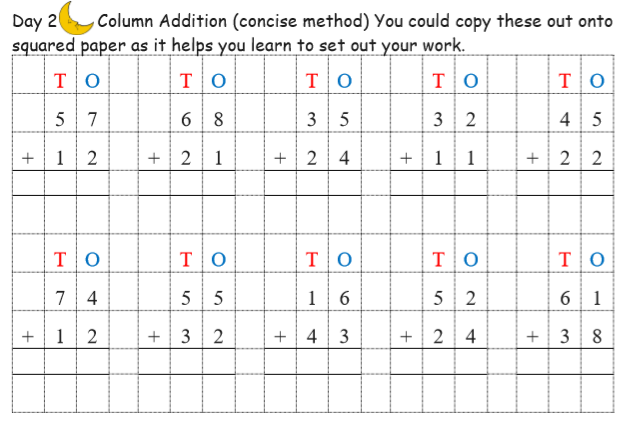 Day 2 Column Addition (concise method) You could copy these out onto
squared paper as it helps you learn to set out your work.
T O T O T O T O T O
5 7 6 8 3 5 3 2 4 5
+ 1 2 + 2 1 + 2 4 + 1 1 + 2 2
T O T O T O T O T O
7 4 5 5 1 6 5 2 6 1
+ 1 2 + 3 2 + 4 3 + 2 4 + 3 8